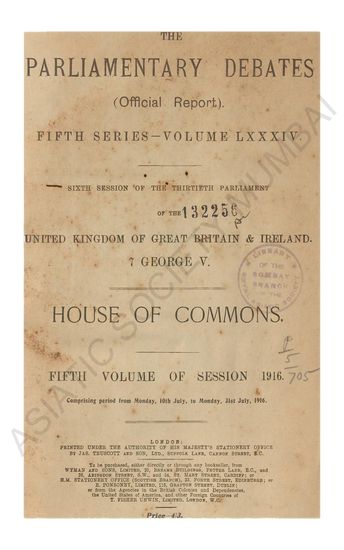 THE
PARLIAMENTARY DEBATES
(Official Report).
FIFTH SERIES—VOLUME LXXXIV.
SIXTH SESSION OF THE THIRTIETH PARLIAMENT
OF THE
132256
UNITED KINGDOM OF GREAT BRITAIN & IRELAND.
7 GEORGE V.
LIBRARY
OF THE
BOMBAY
BRANCH
HOUSE OF COMMONS.
705
FIFTH VOLUME OF SESSION 1916.
Comprising period from Monday, 10th July, to Monday, 31st July, 1916.
LONDON:
PRINTED UNDER THE AUTHORITY OF HIS MAJESTY'S STATIONERY OFFICE
BY JAS. TRUSCOTT AND SON, LTD., SUFFOLK LANE, CANNON STREET, E.C.
To be purchased, either directly or through any bookseller, from
WYMAN AND SONS, LIMITED, 29, BREAMS BUILDINGS, FETTER LANE, E.C., and
28, ABINGDON STREET, S.W., and 54, ST. MARY STREET, CARDIFF; or
H.M. STATIONERY OFFICE (SCOTTISH BRANCH), 23, FORTH STREET, EDINBURGH; or
E. PONSONBY, LIMITED, 116, GRAFTON STREET, DUBLIN;
or from the Agencies in the British Colonies and Dependencies,
the United States of America, and other Foreign Countries of
T. FISHER UNWIN, LIMITED, LONDON, W.C.
ASIATIC SOCIETY MUMBAI